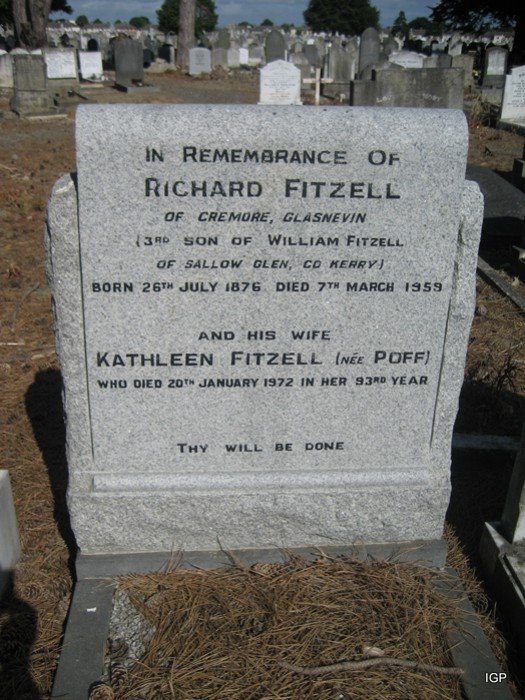 In Remembrance Of
Richard Fitzell
of Cremore, Glasnevin
(3rd son of William Fitzell
of Sallow Glen, Co Kerry)
Born 26th July 1876 Died 7th March 1959
and his wife
Kathleen Fitzell (née Poff)
who died 20th January 1972 in her 93rd year
Thy will be done
IGP